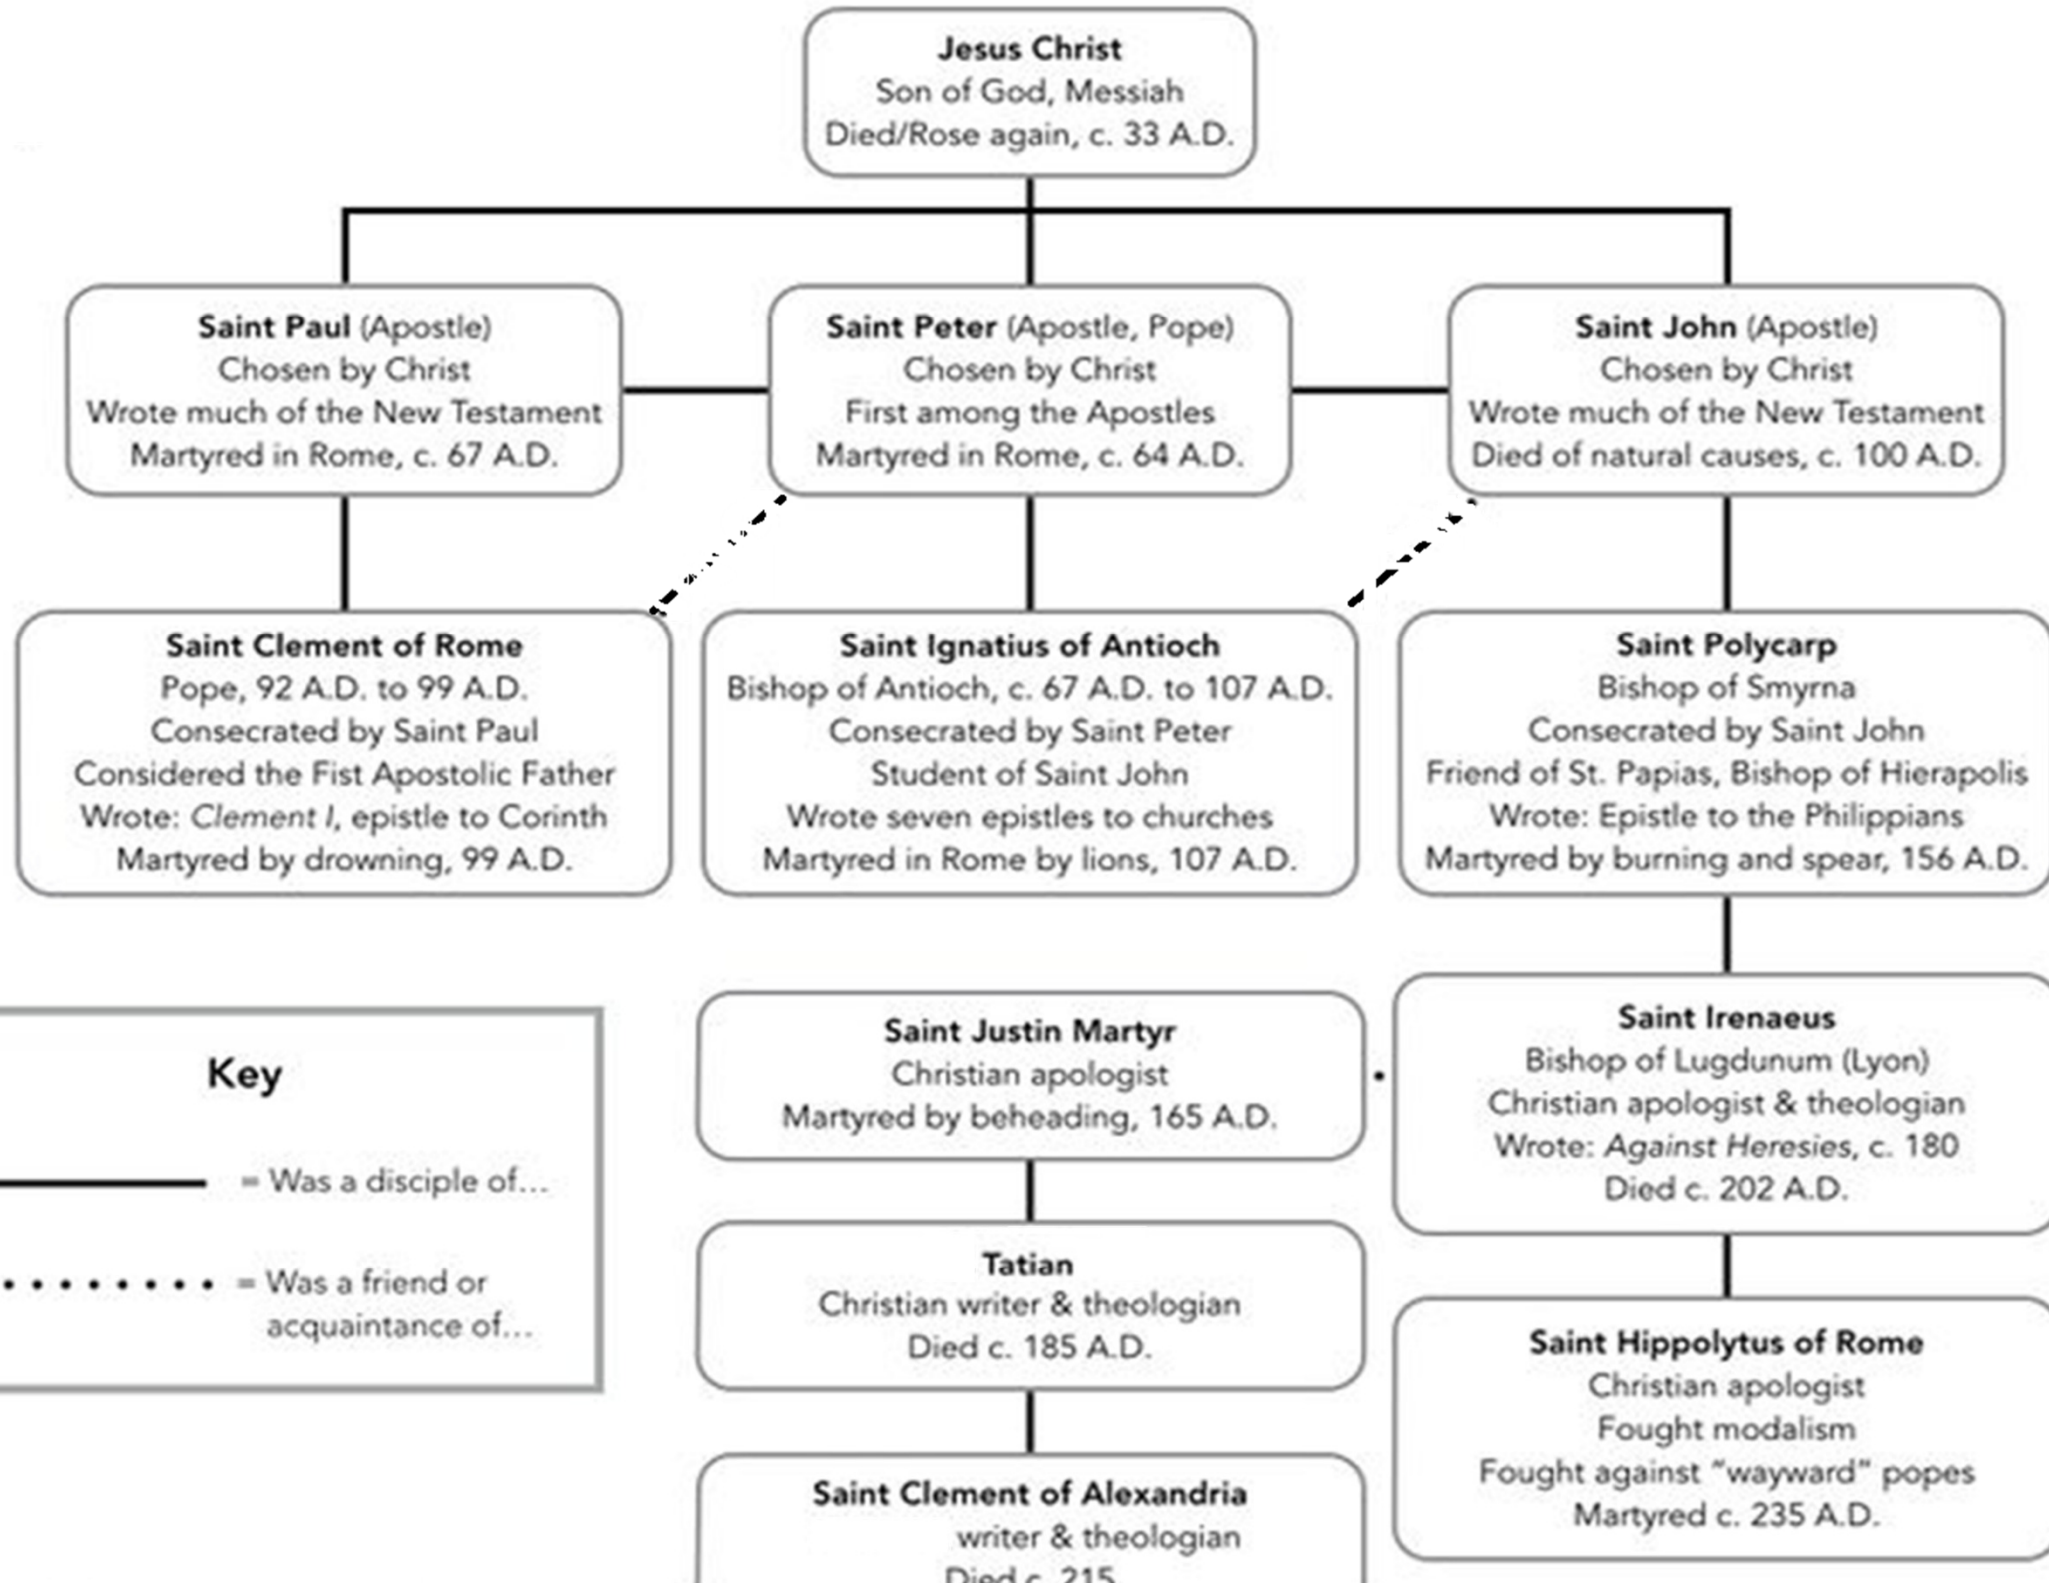 Jesus Christ
Son of God, Messiah
Died/Rose again, c. 33 A.D.
Saint Paul (Apostle)
Chosen by Christ
Wrote much of the New Testament
Martyred in Rome, c. 67 A.D.
Saint Peter (Apostle, Pope)
Chosen by Christ
First among the Apostles
Martyred in Rome, c. 64 A.D.
Saint John (Apostle)
Chosen by Christ
Wrote much of the New Testament
Died of natural causes, c. 100 A.D.
Saint Clement of Rome
Pope, 92 A.D. to 99 A.D.
Consecrated by Saint Paul
Considered the Fist Apostolic Father
Wrote: Clement I, epistle to Corinth
Martyred by drowning, 99 A.D.
Saint Ignatius of Antioch
Bishop of Antioch, c. 67 A.D. to 107 A.D.
Consecrated by Saint Peter
Student of Saint John
Wrote seven epistles to churches
Martyred in Rome by lions, 107 A.D.
Saint Polycarp
Bishop of Smyrna
Consecrated by Saint John
Friend of St. Papias, Bishop of Hierapolis
Wrote: Epistle to the Philippians
Martyred by burning and spear, 156 A.D.
Key
= Was a disciple of...
= Was a friend or
acquaintance of...
Saint Justin Martyr
Christian apologist
Martyred by beheading, 165 A.D.
Tatian
Christian writer & theologian
Died c. 185 A.D.
Saint Clement of Alexandria
writer & theologian
Died c. 215
Saint Irenaeus
Bishop of Lugdunum (Lyon)
Christian apologist & theologian
Wrote: Against Heresies, c. 180
Died c. 202 A.D.
Saint Hippolytus of Rome
Christian apologist
Fought modalism
Fought against "wayward" popes
Martyred c. 235 A.D.